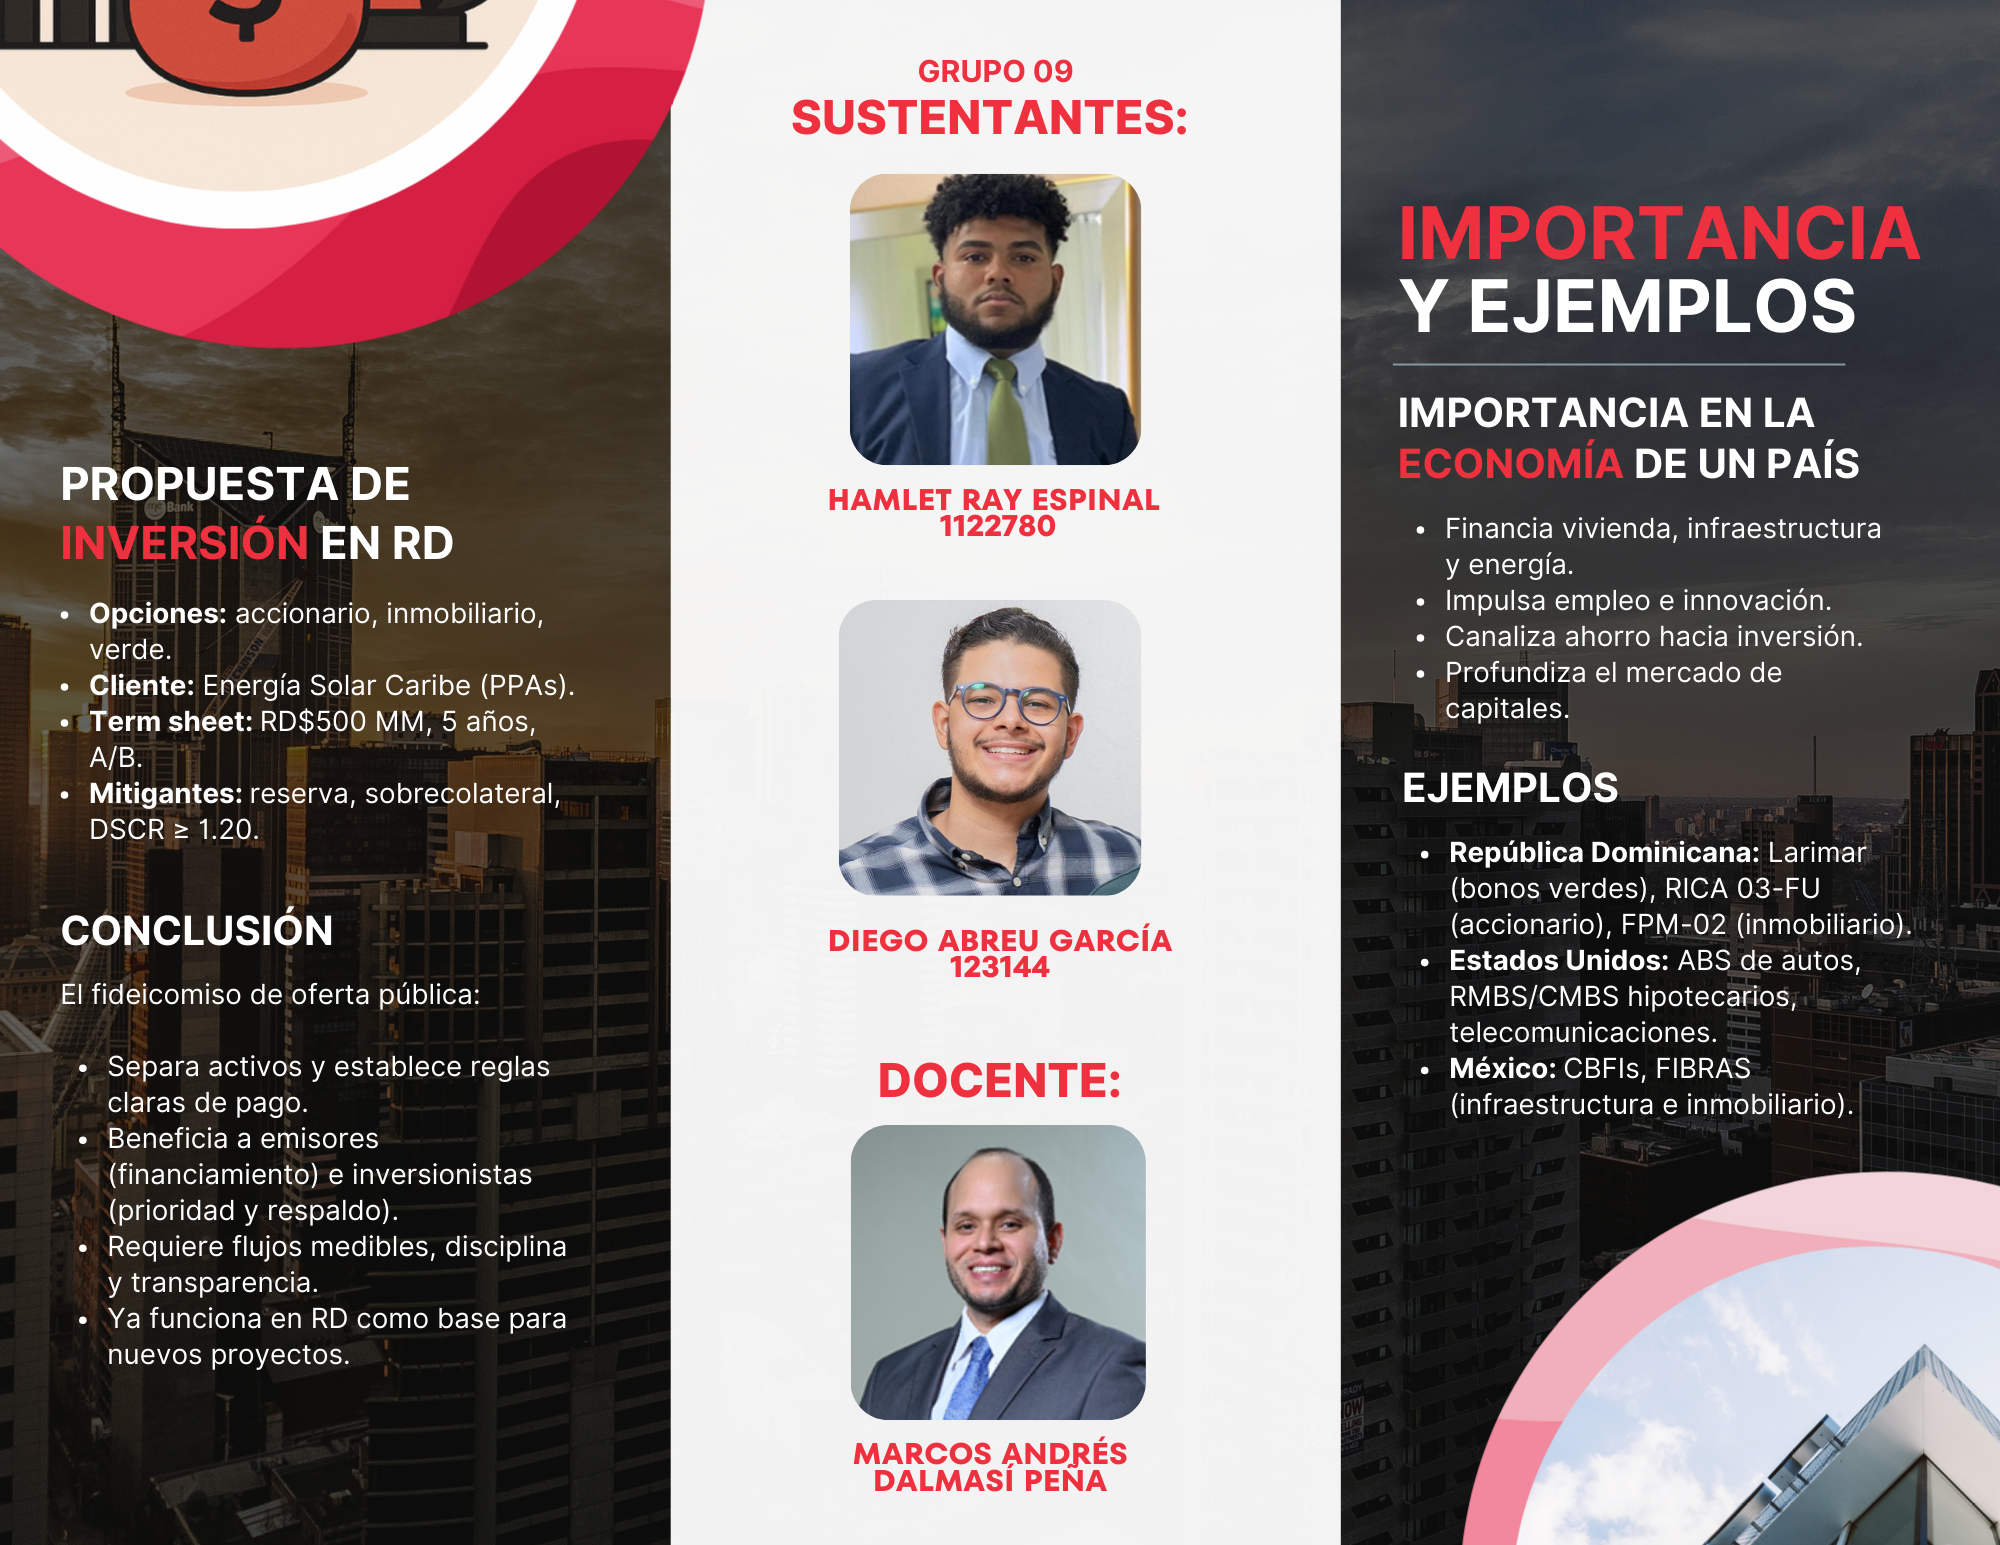 $
PROPUESTA DE
INVERSIÓN EN RD
• Opciones: accionario, inmobiliario,
verde.
• Cliente: Energía Solar Caribe (PPAs).
• Term sheet: RD$500 MM, 5 años,
A/B.
• Mitigantes: reserva, sobrecolateral,
DSCR ≥ 1.20.
CONCLUSIÓN
El fideicomiso de oferta pública:
• Separa activos y establece reglas
claras de pago.
• Beneficia a emisores
(financiamiento) e inversionistas
(prioridad y respaldo).
• Requiere flujos medibles, disciplina
y transparencia.
• Ya funciona en RD como base para
nuevos proyectos.
GRUPO 09
SUSTENTANTES:
HAMLET RAY ESPINAL
1122780
DIEGO ABREU GARCÍA
123144
DOCENTE:
MARCOS ANDRÉS
DALMASÍ PEÑA
IMPORTANCIA
Y EJEMPLOS
IMPORTANCIA EN LA
ECONOMÍA DE UN PAÍS
• Financia vivienda, infraestructura
y energía.
• Impulsa empleo e innovación.
• Canaliza ahorro hacia inversión.
• Profundiza el mercado de
capitales.
EJEMPLOS
• República Dominicana: Larimar
(bonos verdes), RICA 03-FU
(accionario), FPM-02 (inmobiliario).
• Estados Unidos: ABS de autos,
RMBS/CMBS hipotecarios,
telecomunicaciones.
• México: CBFIs, FIBRAS
(infraestructura e inmobiliario).